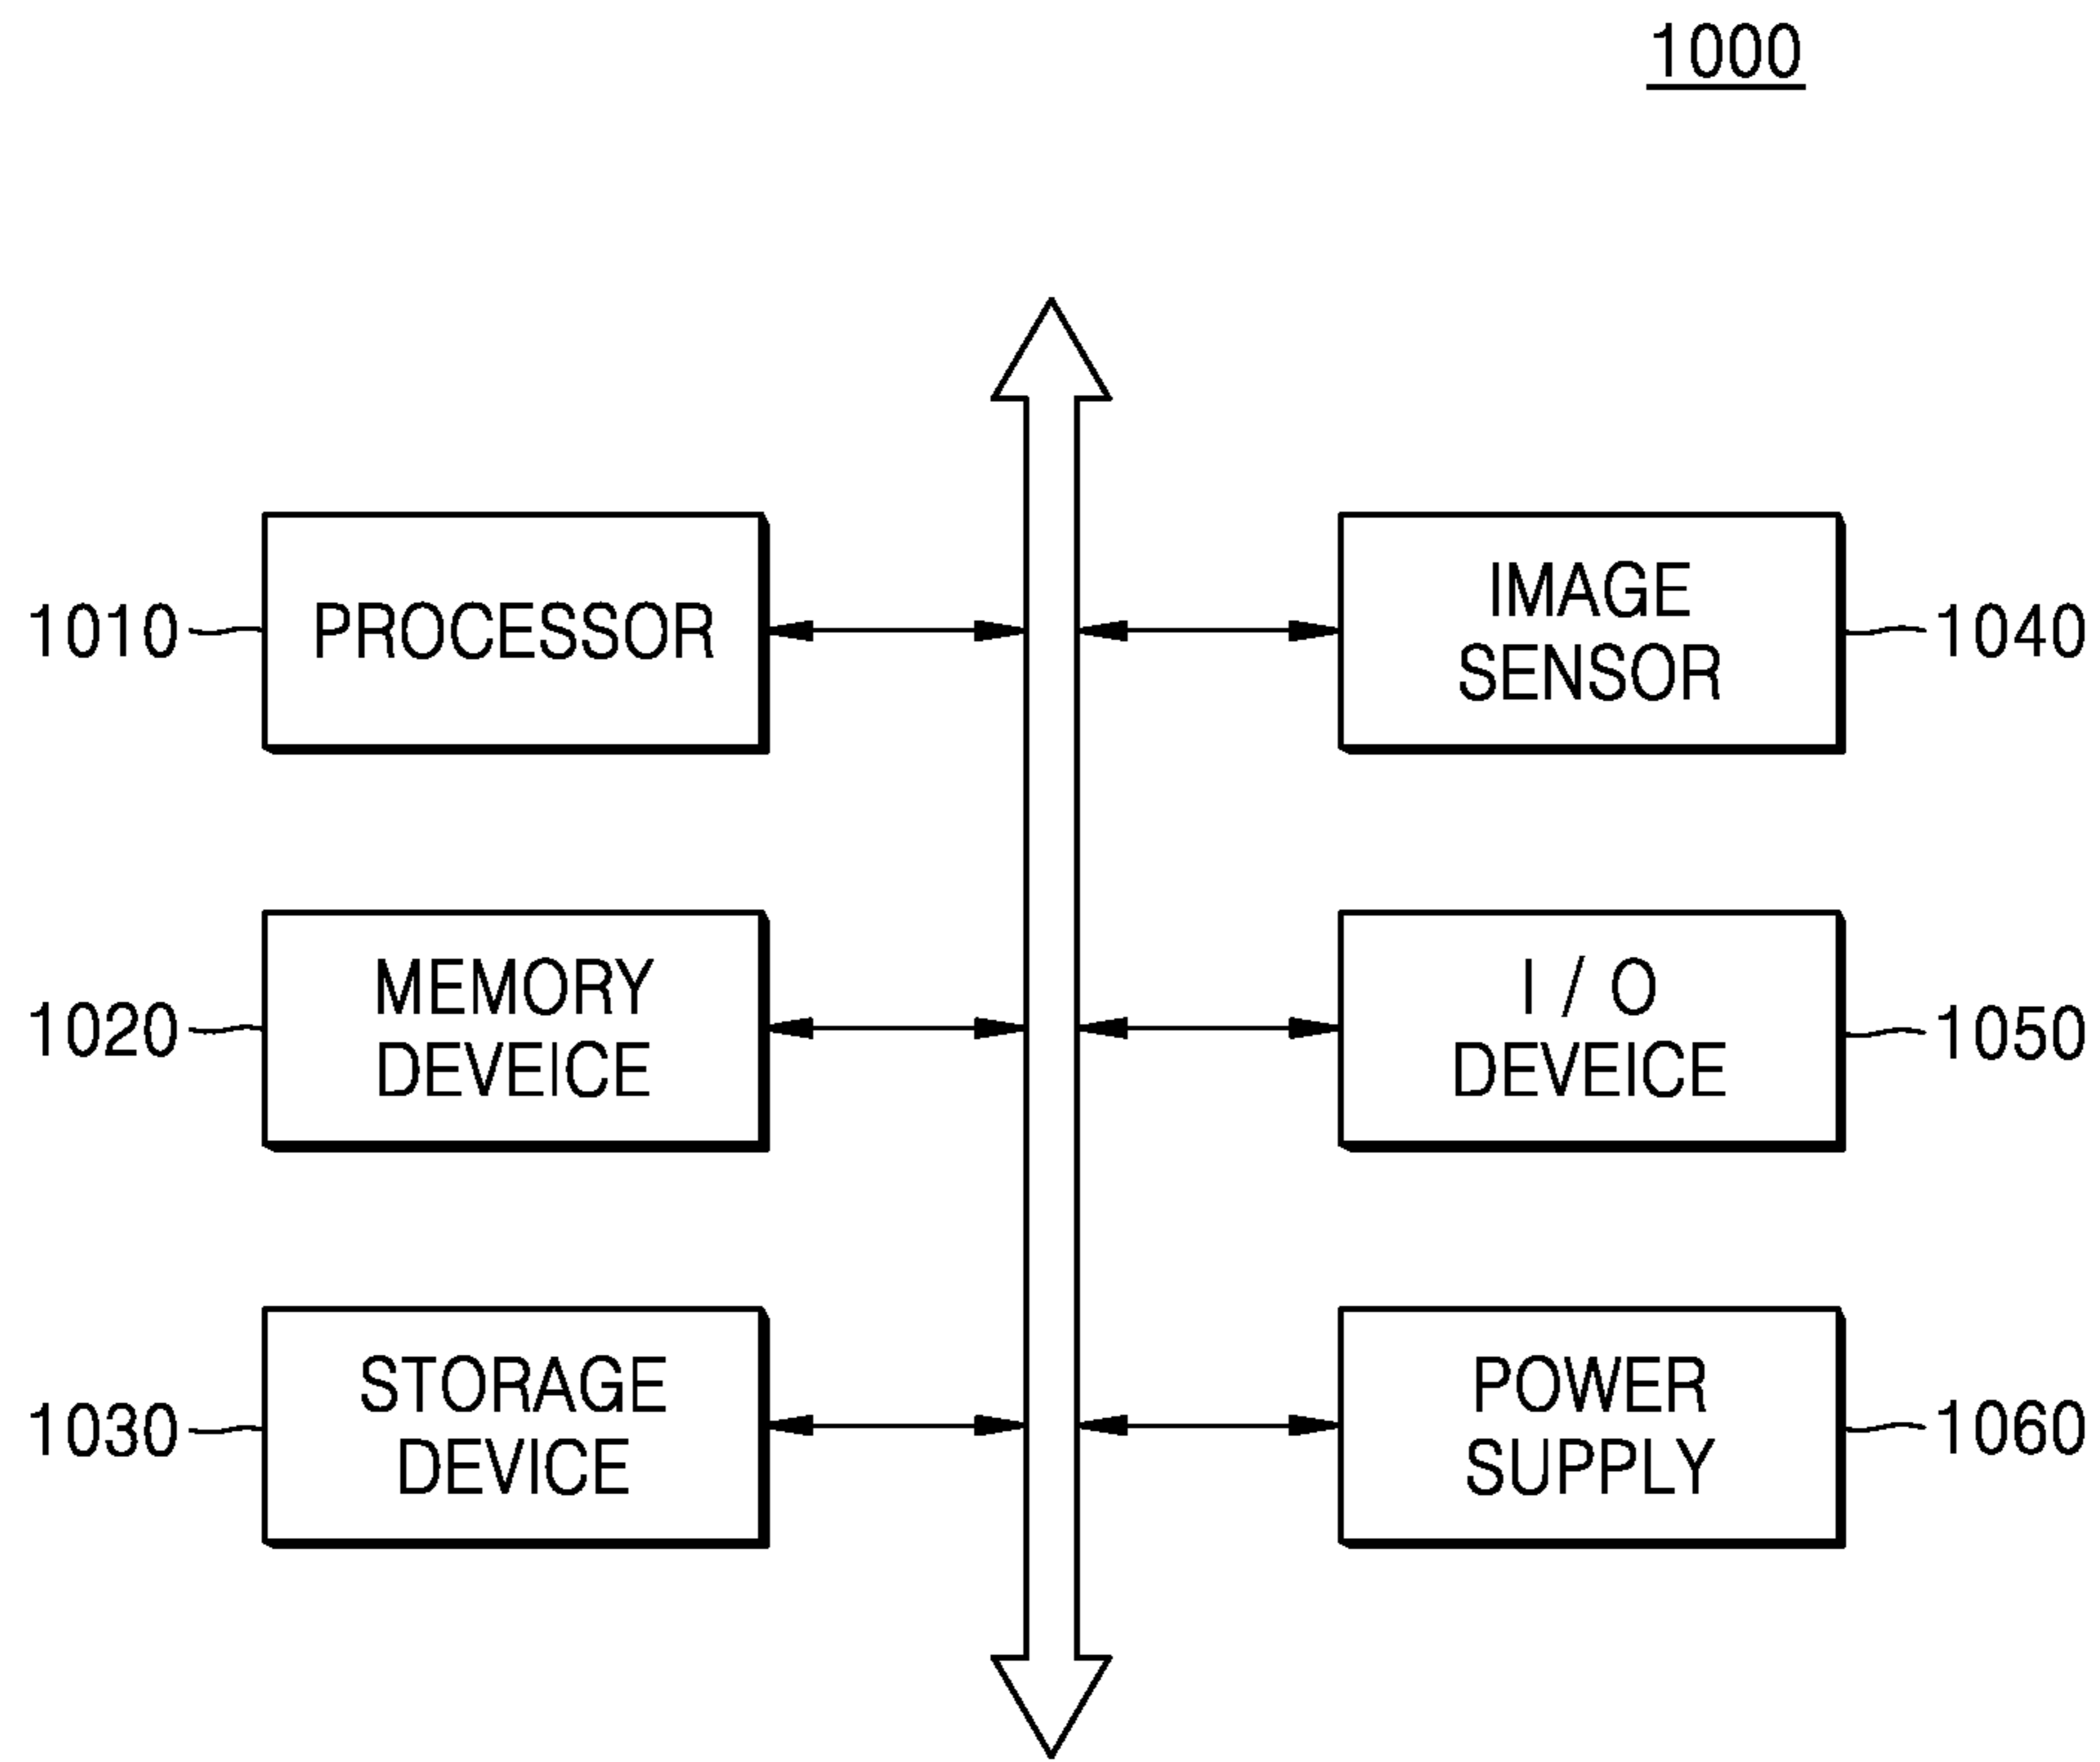 1000
1010
PROCESSOR
IMAGE
SENSOR
1040
1020
MEMORY
DEVEICE
I / O
DEVEICE
1050
1030
STORAGE
DEVICE
POWER
SUPPLY
1060